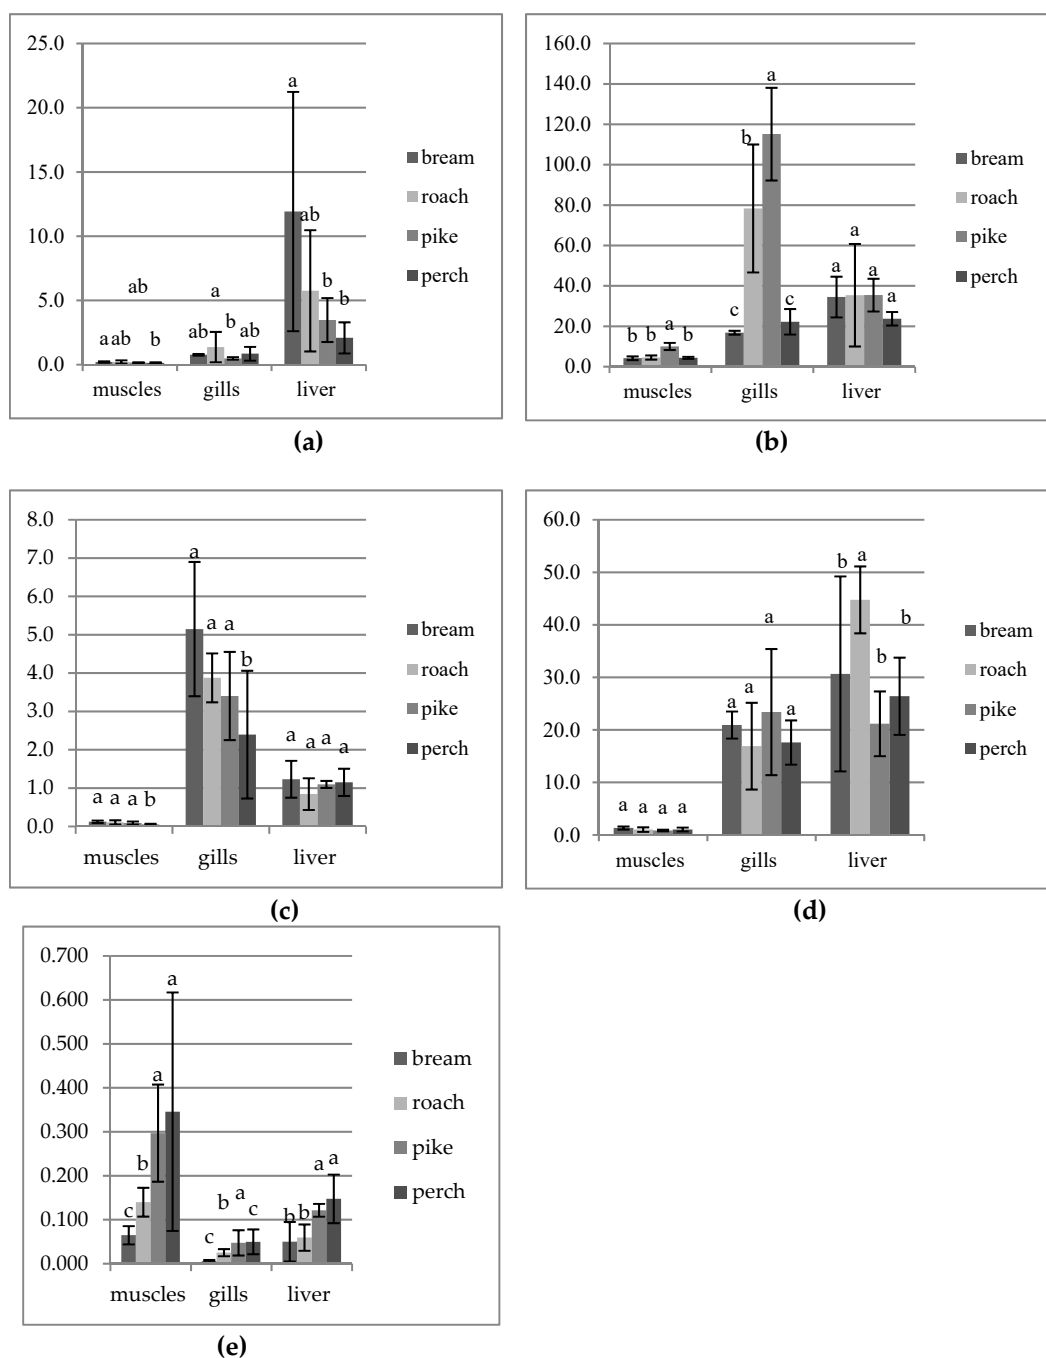 25.0
20.0
15.0
10.0
5.0
0.0
a
ab
b
b
ab
a
a ab b
ab b ab
muscles gills liver
bream
roach
pike
perch
(a)
160.0
140.0
120.0
100.0
80.0
60.0
40.0
20.0
0.0
a
b
a
a a
a
c c
b b a b
muscles gills liver
bream
roach
pike
perch
(b)
8.0
7.0
6.0
5.0
4.0
3.0
2.0
1.0
0.0
a
a a
b
a a a a
a a a b
muscles gills liver
bream
roach
pike
perch
(c)
60.0
50.0
40.0
30.0
20.0
10.0
0.0
b a
a b
b
a
a a
a a a a
muscles gills liver
bream
roach
pike
perch
(d)
0.700
0.600
0.500
0.400
0.300
0.200
0.100
0.000
a
a
b a a
c b a c b b
c
muscles gills liver
bream
roach
pike
perch
(e)